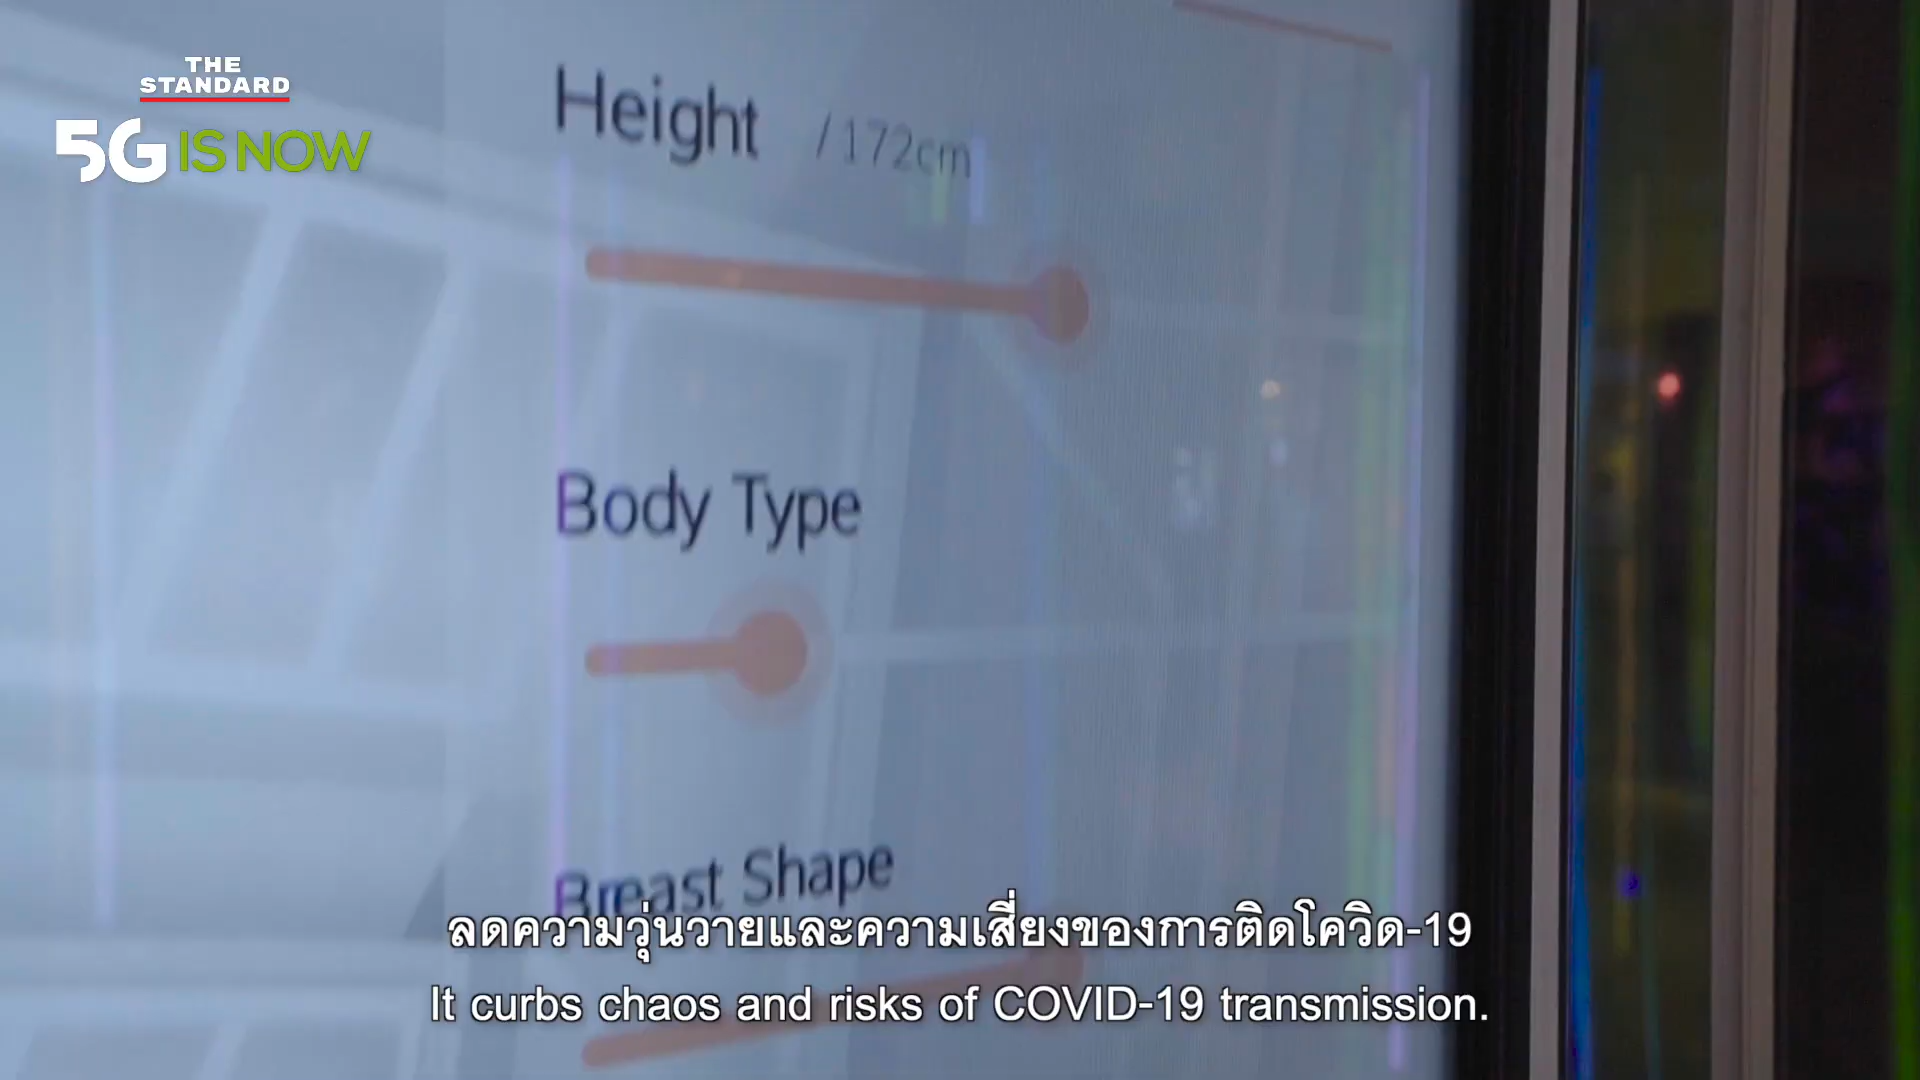 THE
STANDARD
5G IS NOW
Height /172cm
Body Type
Breast Shape
ลดความวุ่นวายและความเสี่ยงของการติดโควิด-19
It curbs chaos and risks of COVID-19 transmission.